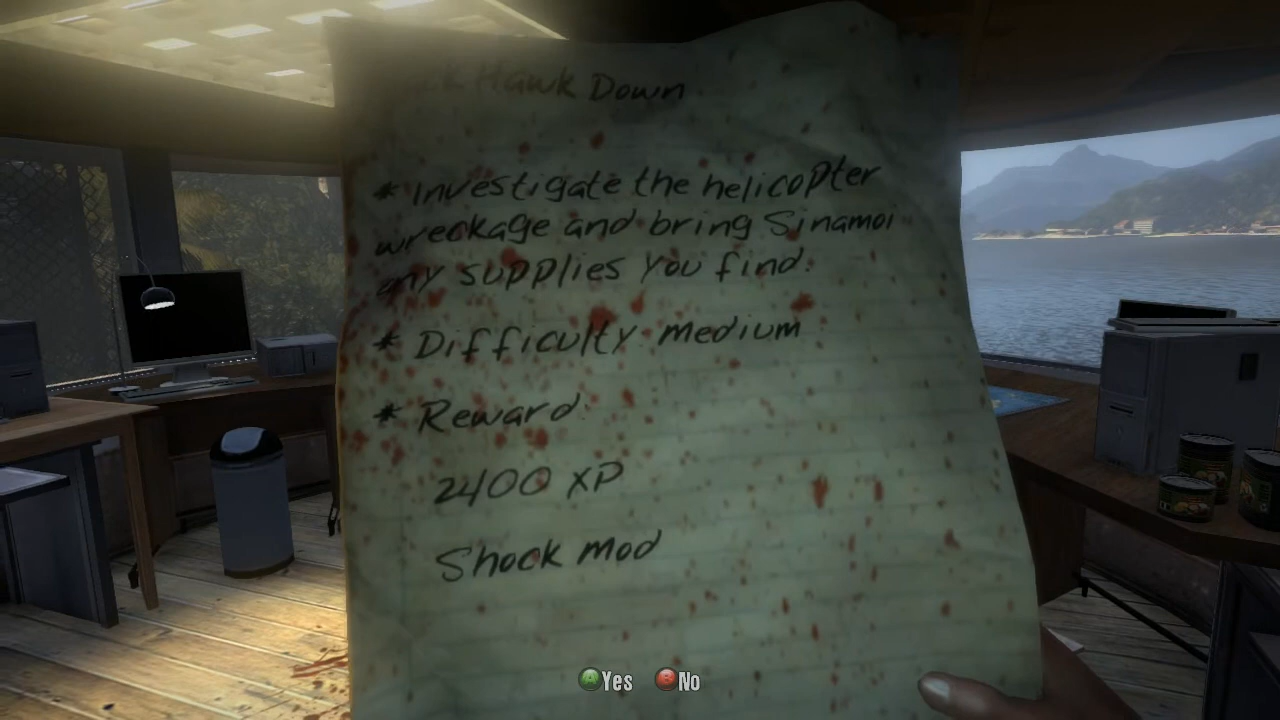 Hawk Down
* Investigate the helicopter
wreckage and bring Sinamoi
any supplies you find.
* Difficulty medium
* Reward:
2400 XP
Shock mod
A Yes B No